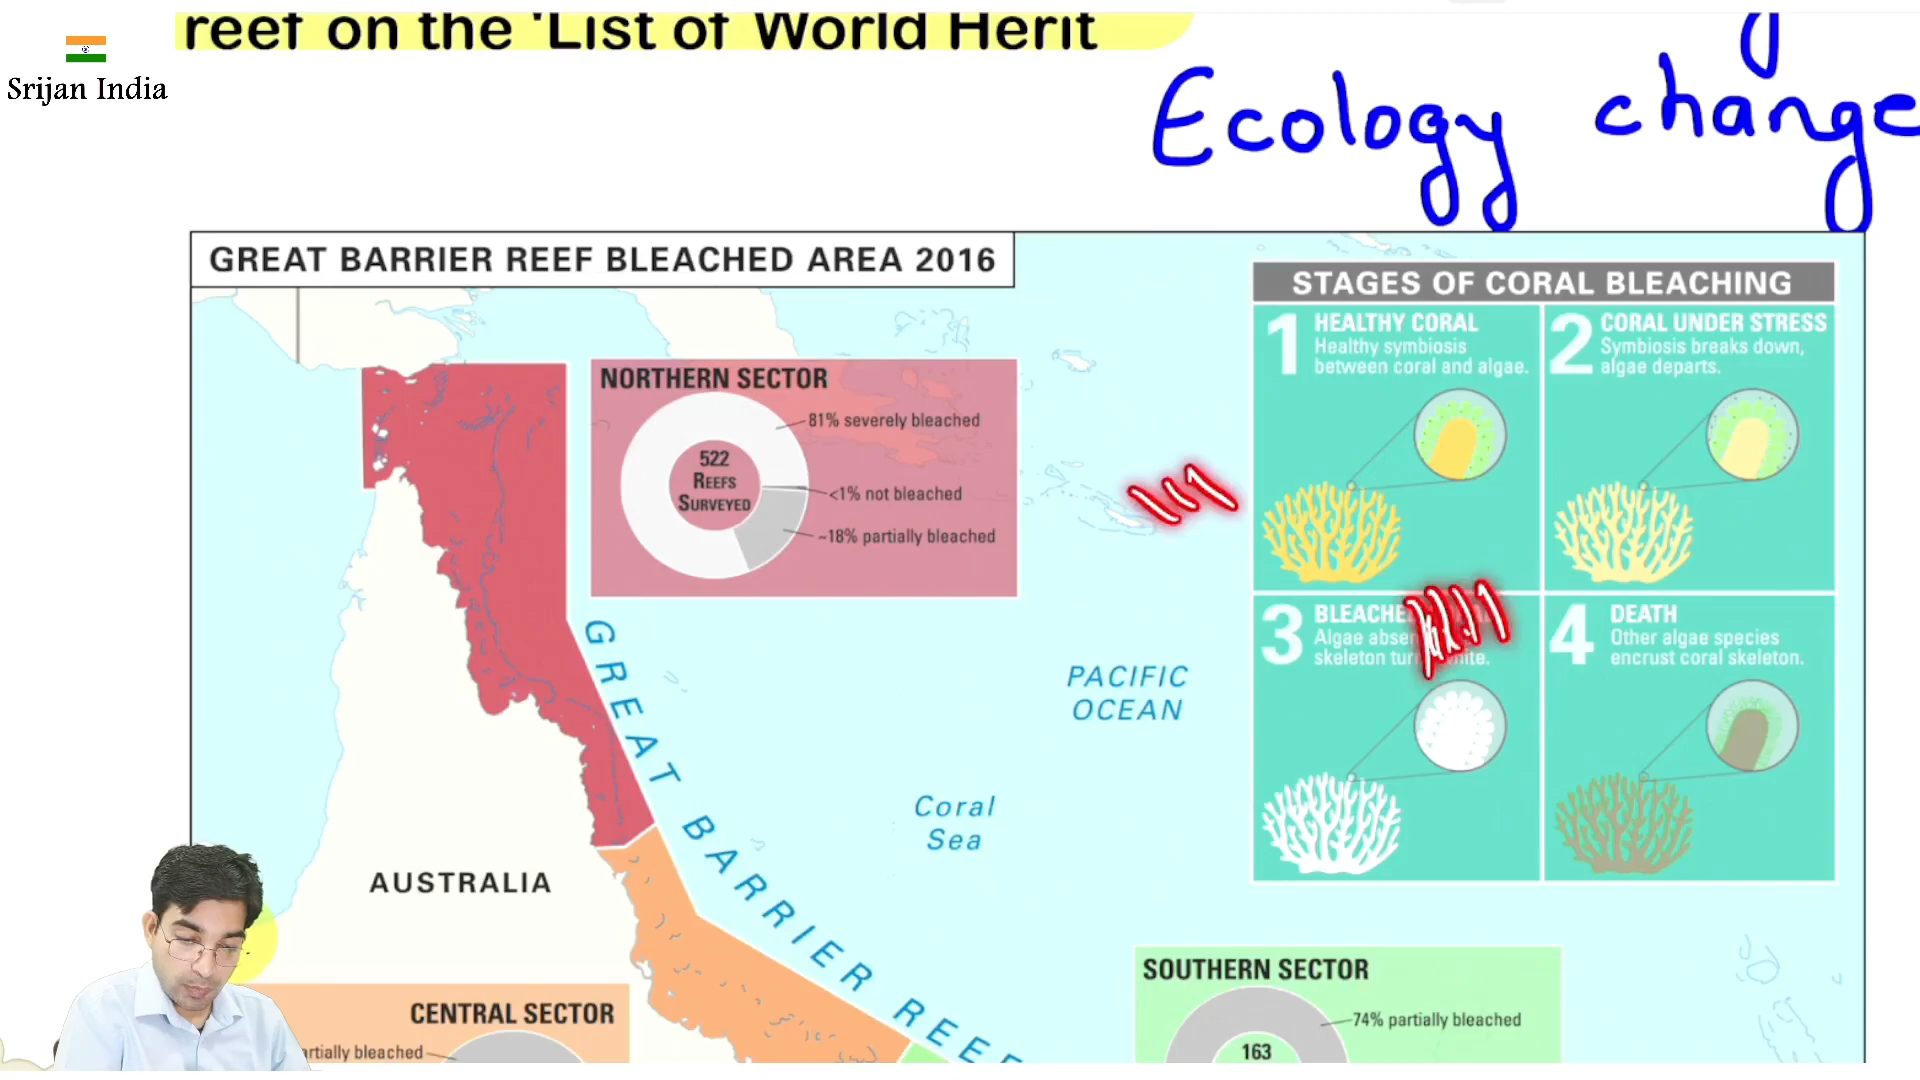 reef on the 'List of World Herit
Srijan India
Ecology change
GREAT BARRIER REEF BLEACHED AREA 2016
STAGES OF CORAL BLEACHING
1 HEALTHY CORAL
Healthy symbiosis
between coral and algae.
2 CORAL UNDER STRESS
Symbiosis breaks down,
algae departs.
NORTHERN SECTOR
81% severely bleached
522
REEFS
SURVEYED
<1% not bleached
~18% partially bleached
3
skeleton
4 DEATH
Other algae species
encrust coral skeleton.
GREAT BARRIER REEF
PACIFIC
OCEAN
Coral
Sea
AUSTRALIA
CENTRAL SECTOR
rtially bleached
SOUTHERN SECTOR
74% partially bleached
163